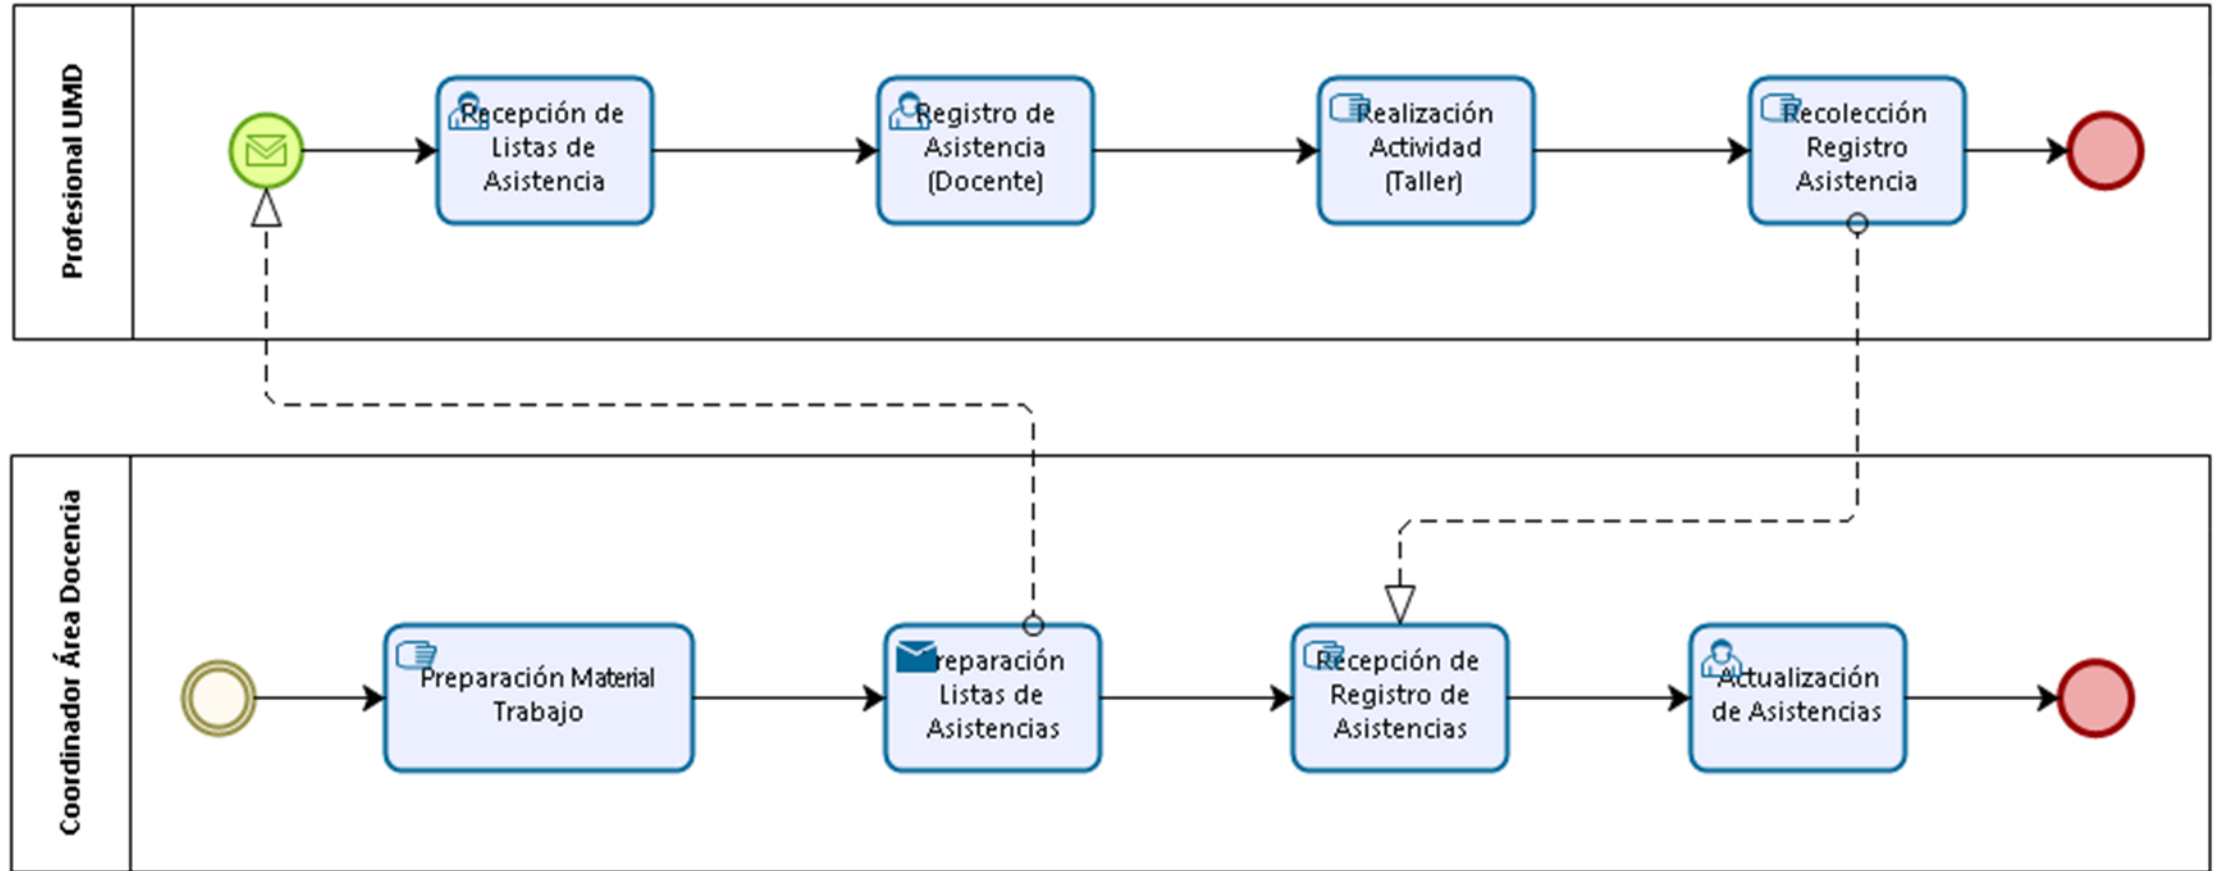 Profesional UMD
Recepción de
Listas de
Asistencia
Registro de
Asistencia
(Docente)
Realización
Actividad
(Taller)
Recolección
Registro
Asistencia
Coordinador Área Docencia
Preparación Material
Trabajo
Preparación
Listas de
Asistencias
Recepción de
Registro de
Asistencias
Actualización
de Asistencias